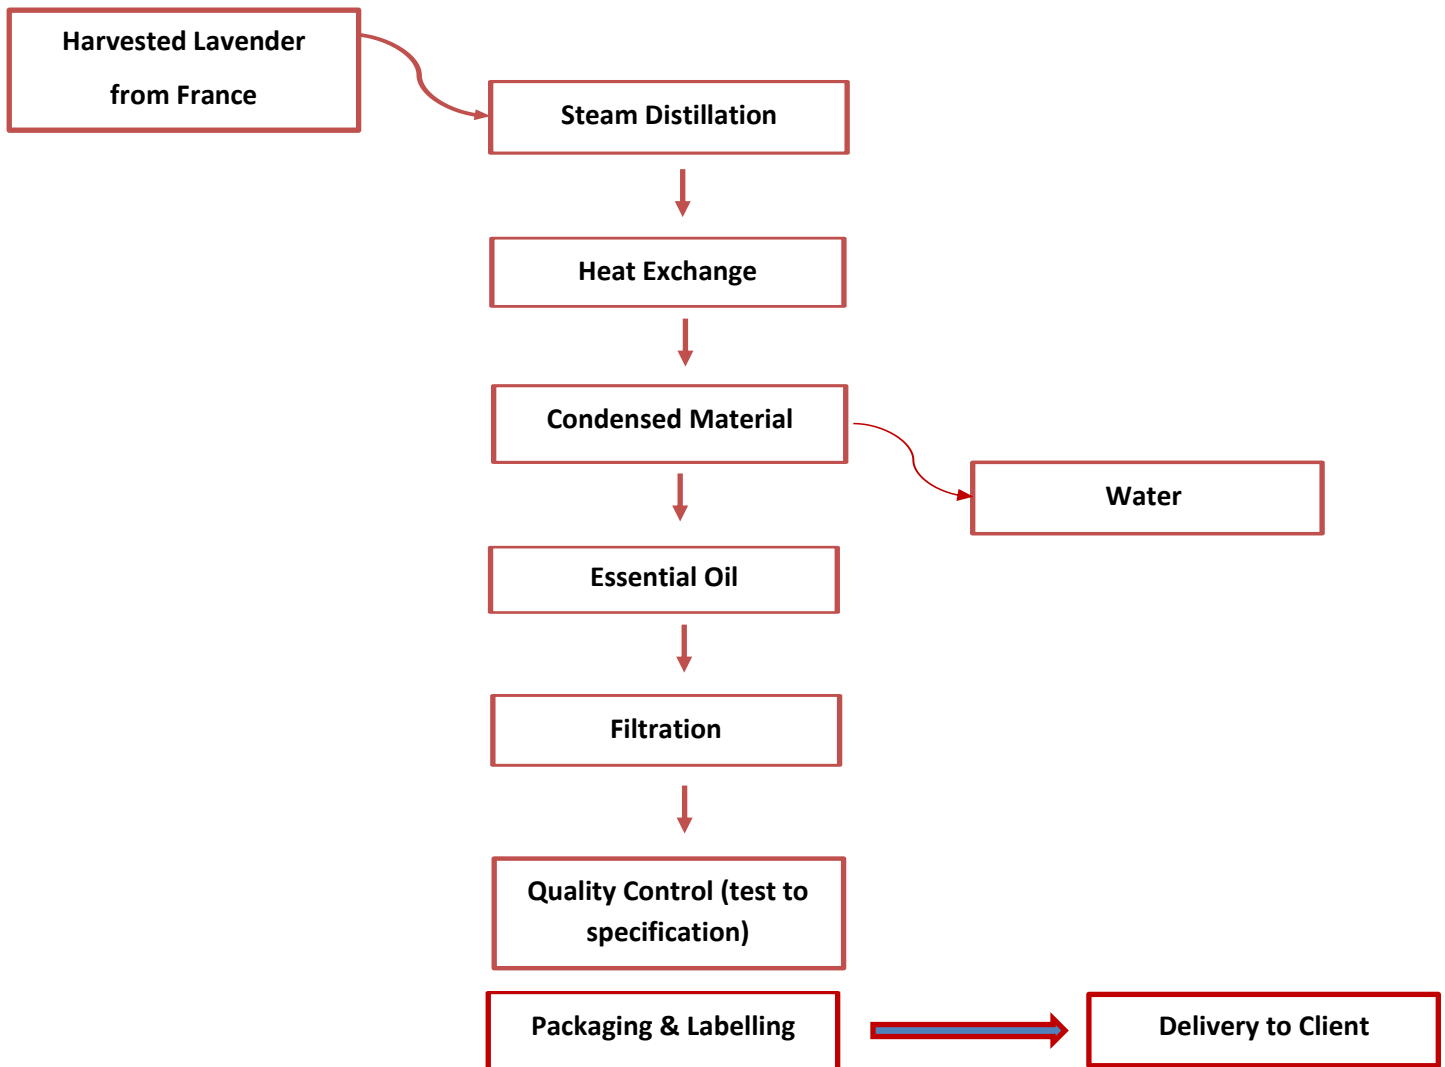 Harvested Lavender
from France
Steam Distillation
Heat Exchange
Condensed Material
Water
Essential Oil
Filtration
Quality Control (test to
specification)
Packaging & Labelling
Delivery to Client